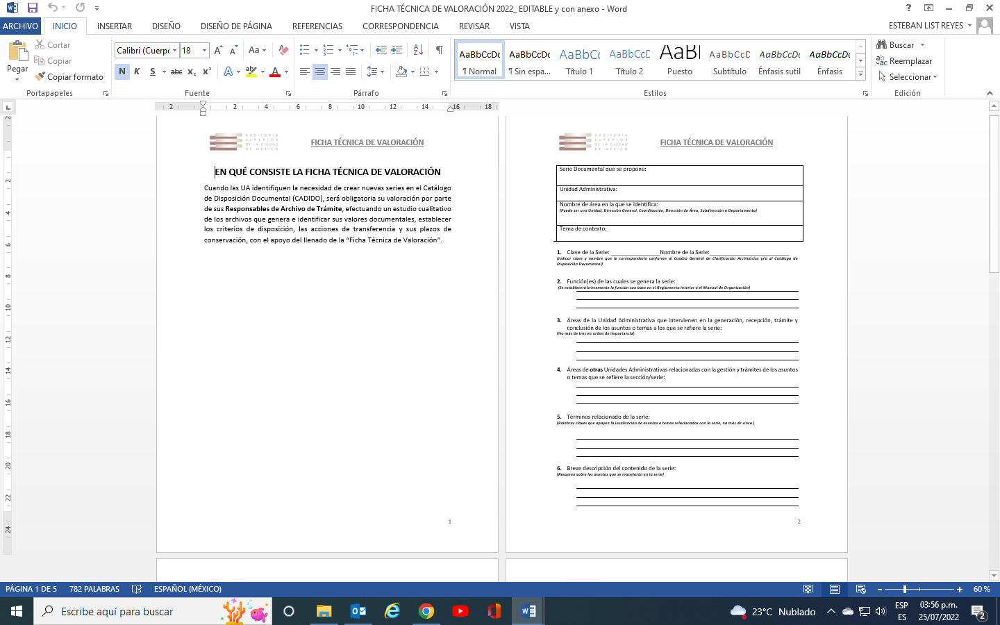 FICHA TÉCNICA DE VALORACIÓN 2022_ EDITABLE y con anexo - Word
ARCHIVO INICIO INSERTAR DISEÑO DISEÑO DE PÁGINA REFERENCIAS CORRESPONDENCIA REVISAR VISTA ESTEBAN LIST REYES
Pegar
Cortar
Copiar
Copiar formato
Portapapeles
Calibri (Cuerpo 18
N K S abc x₂ x²
Fuente
Párrafo
AaBbCcDc AaBbCcDc AaBbCc AaBbCcD AaB AaBbCcD AaBbCcDc AaBbCcDc
¶ Normal ¶ Sin espa... Título 1 Título 2 Puesto Subtítulo Énfasis sutil Énfasis
Estilos
Buscar
Reemplazar
Seleccionar
Edición
2 2 4 6 8 10 12 14 16 18
2 2 4 6 8 10 12 14 16 18 20 22 24
AUDITORÍA
SUPERIOR
DE LA CIUDAD
DE MÉXICO
FICHA TÉCNICA DE VALORACIÓN
EN QUÉ CONSISTE LA FICHA TÉCNICA DE VALORACIÓN
Cuando las UA identifiquen la necesidad de crear nuevas series en el Catálogo
de Disposición Documental (CADIDO), será obligatoria su valoración por parte
de sus Responsables de Archivo de Trámite, efectuando un estudio cualitativo
de los archivos que genera e identificar sus valores documentales, establecer
los criterios de disposición, las acciones de transferencia y sus plazos de
conservación, con el apoyo del llenado de la “Ficha Técnica de Valoración”.
1
AUDITORÍA
SUPERIOR
DE LA CIUDAD
DE MÉXICO
FICHA TÉCNICA DE VALORACIÓN
Serie Documental que se propone:
Unidad Administrativa:
Nombre de área en la que se identifica:
(Puede ser una Unidad, Dirección General, Coordinación, Dirección de Área, Subdirección o Departamento)
Tema de contexto:
1. Clave de la Serie: ________________Nombre de la Serie:__________________________
(Indicar clave y nombre que le correspondería conforme al Cuadro General de Clasificación Archivística y/o al Catálogo de
Disposición Documental)
2. Función(es) de las cuales se genera la serie:
(Se establecerá brevemente la función con base en el Reglamento Interior o el Manual de Organización)
3. Áreas de la Unidad Administrativa que intervienen en la generación, recepción, trámite y
conclusión de los asuntos o temas a los que se refiere la serie:
(No más de tres en orden de importancia)
4. Áreas de otras Unidades Administrativas relacionadas con la gestión y trámites de los asuntos
o temas que se refiere la sección/serie:
5. Términos relacionado de la serie:
(Palabras claves que apoyen la localización de asuntos o temas relacionados con la serie, no más de cinco )
6. Breve descripción del contenido de la serie:
(Resumen sobre los asuntos que se manejarán en la serie)
2
PÁGINA 1 DE 5 782 PALABRAS ESPAÑOL (MÉXICO) 60 %
Escribe aquí para buscar
23°C Nublado
ESP
ES
03:56 p.m.
25/07/2022
2